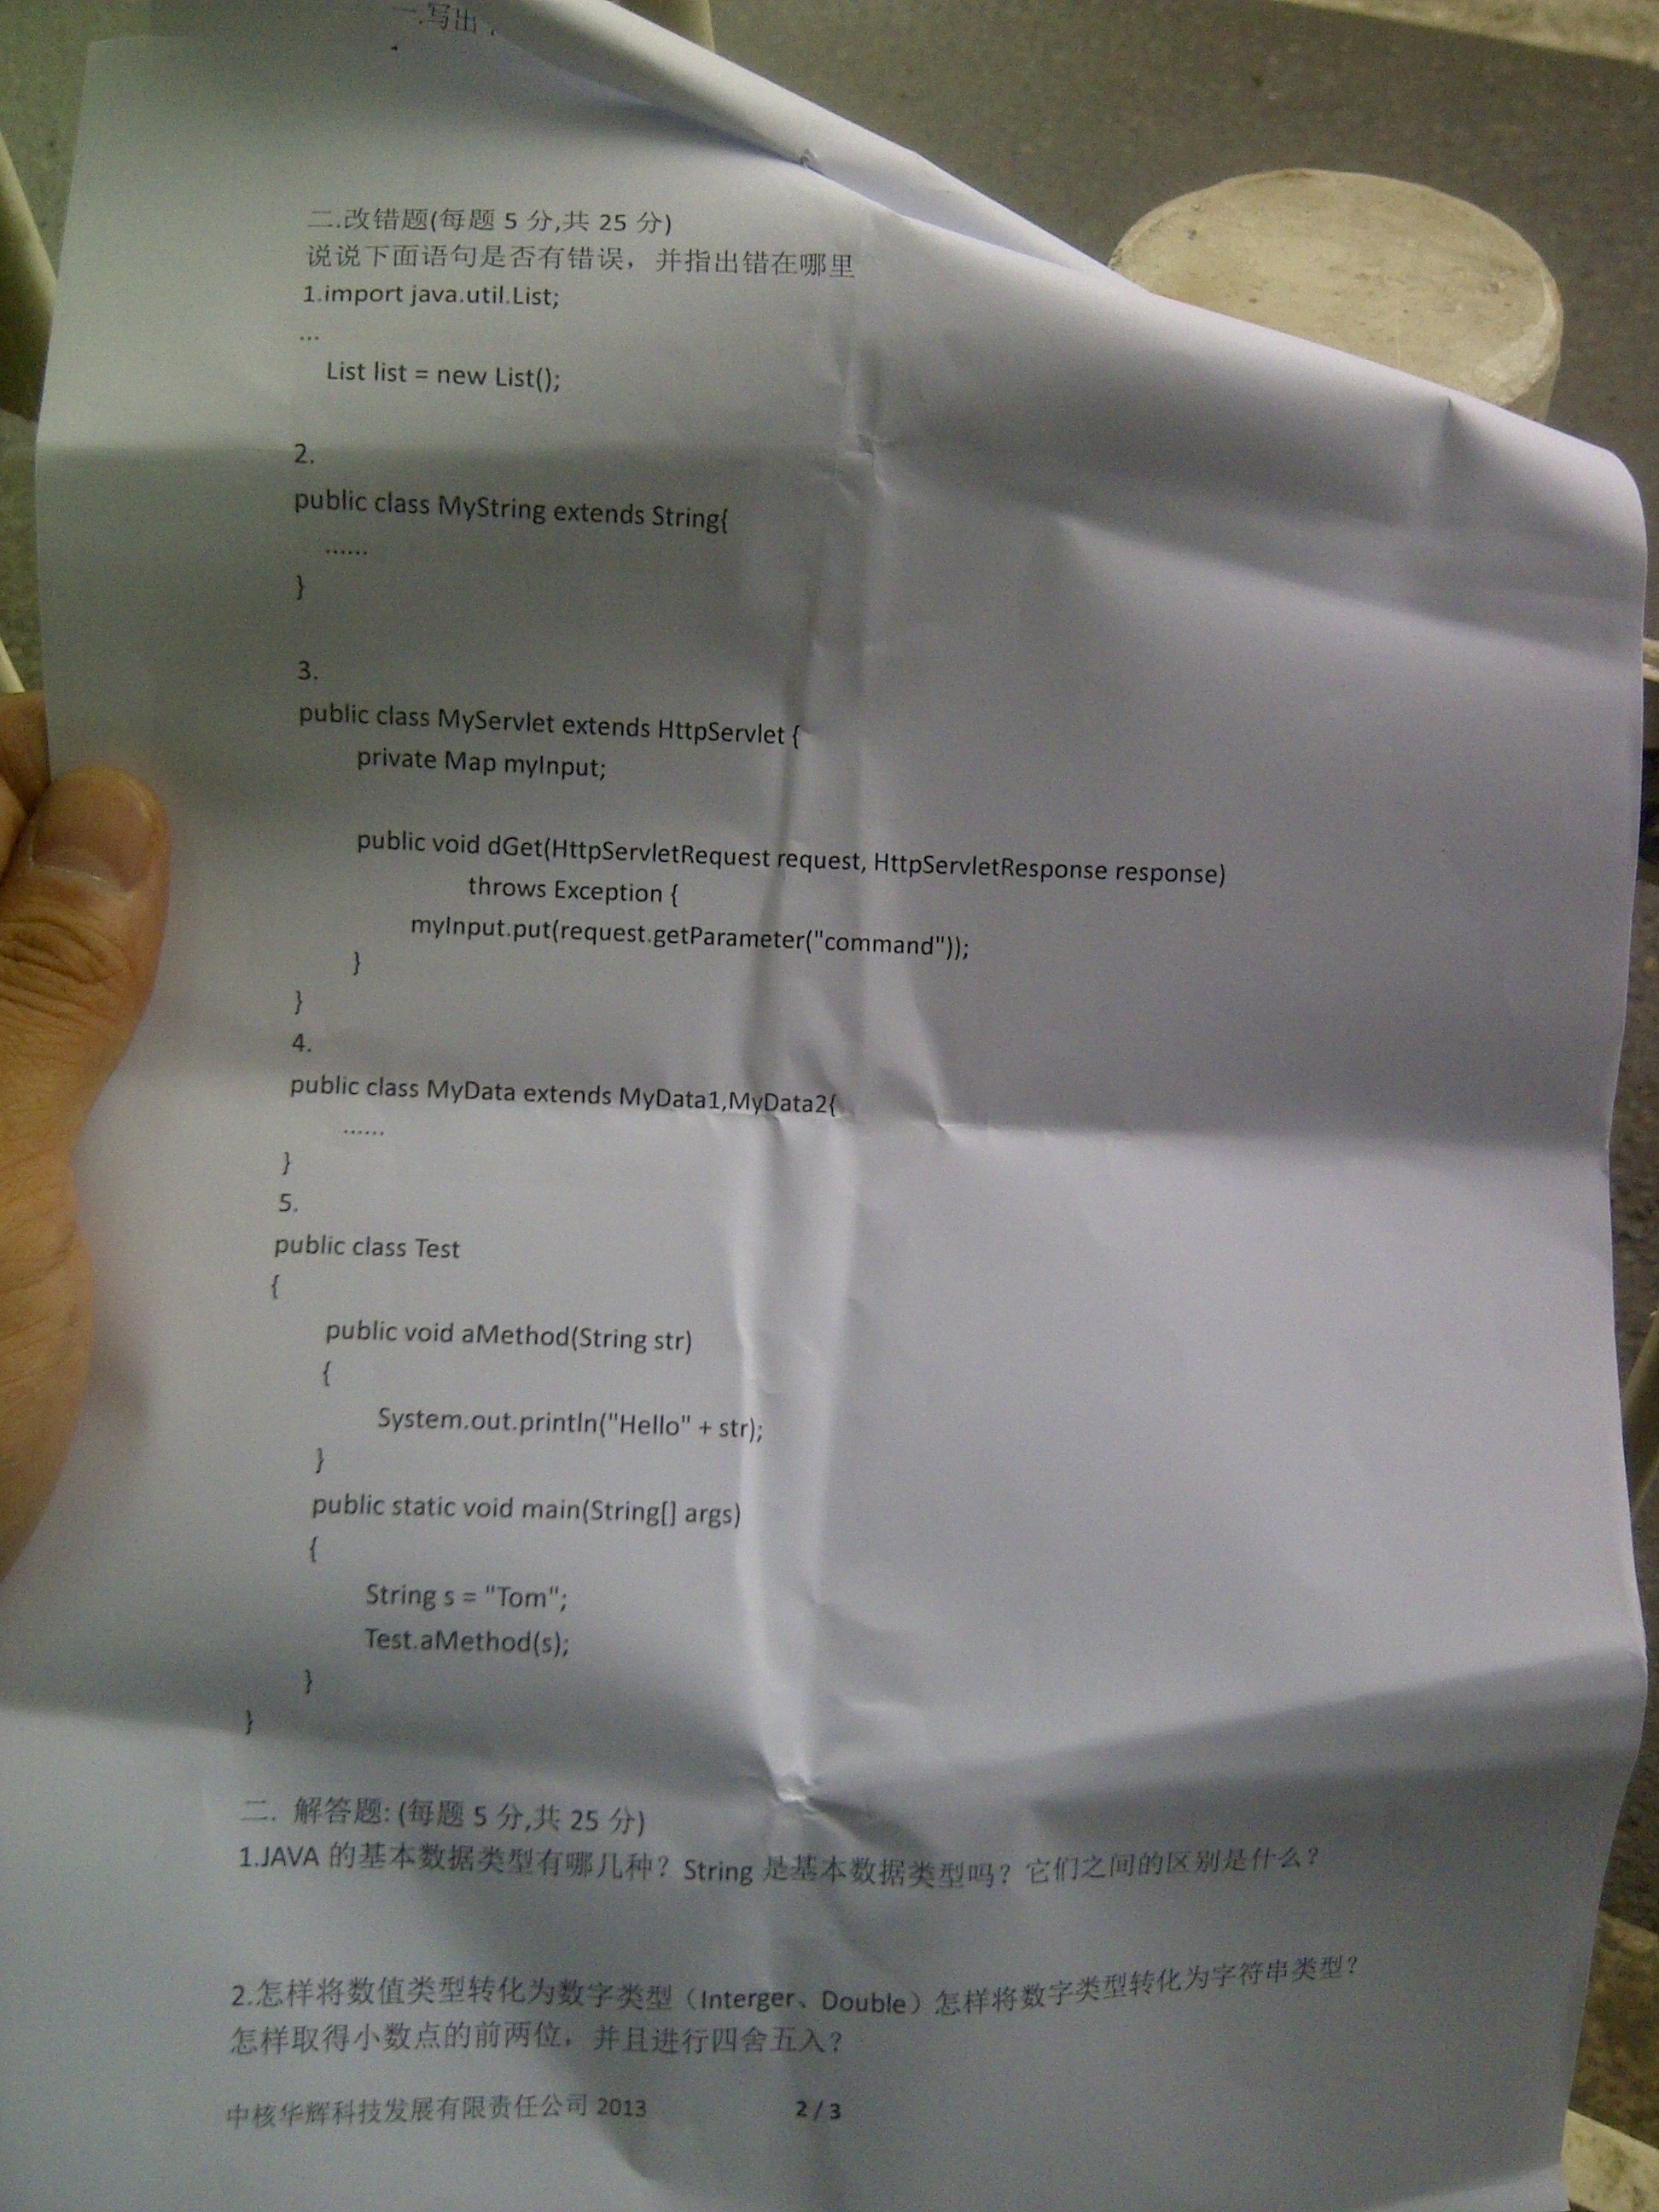 一.写出
二.改错题(每题 5 分,共 25 分)
说说下面语句是否有错误，并指出错在哪里
1.import java.util.List;
...
List list = new List();
2.
public class MyString extends String{
......
}
3.
public class MyServlet extends HttpServlet {
private Map myInput;
public void dGet(HttpServletRequest request, HttpServletResponse response)
throws Exception {
myInput.put(request.getParameter("command"));
}
}
4.
public class MyData extends MyData1,MyData2{
......
}
5.
public class Test
{
public void aMethod(String str)
{
System.out.println("Hello" + str);
}
public static void main(String[] args)
{
String s = "Tom";
Test.aMethod(s);
}
}
二. 解答题: (每题 5 分,共 25 分)
1.JAVA 的基本数据类型有哪几种？String 是基本数据类型吗？它们之间的区别是什么？
2.怎样将数值类型转化为数字类型（Interger、Double）怎样将数字类型转化为字符串类型？
怎样取得小数点的前两位，并且进行四舍五入？
中核华辉科技发展有限责任公司 2013 2 / 3